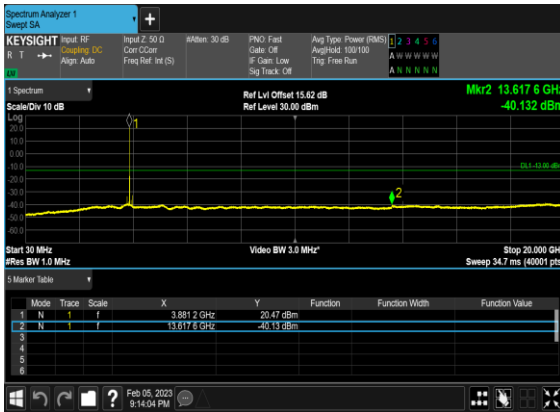 Spectrum Analyzer 1
Swept SA
KEYSIGHT Input: RF Input Z: 50 Ω #Atten: 30 dB PNO: Fast Avg Type: Power (RMS) 1 2 3 4 5 6
R T Coupling: DC Corr CCorr Gate: Off Avg|Hold: 100/100 A W W W W W
Align: Auto Freq Ref: Int (S) IF Gain: Low Trig: Free Run
Sig Track: Off A N N N N N
1 Spectrum Ref Lvl Offset 15.62 dB Mkr2 13.617 6 GHz
Scale/Div 10 dB Ref Level 30.00 dBm -40.132 dBm
Log
20.0
10.0
0.00
-10.0
-20.0
-30.0
-40.0
-50.0
-60.0
1
2
DL1 -13.00 dBm
Start 30 MHz Video BW 3.0 MHz* Stop 20.000 GHz
#Res BW 1.0 MHz Sweep 34.7 ms (40001 pts)
5 Marker Table
Mode Trace Scale X Y Function Function Width Function Value
1 N 1 f 3.881 2 GHz 20.47 dBm
2 N 1 f 13.617 6 GHz -40.13 dBm
3
4
5
6
Feb 05, 2023
9:14:04 PM